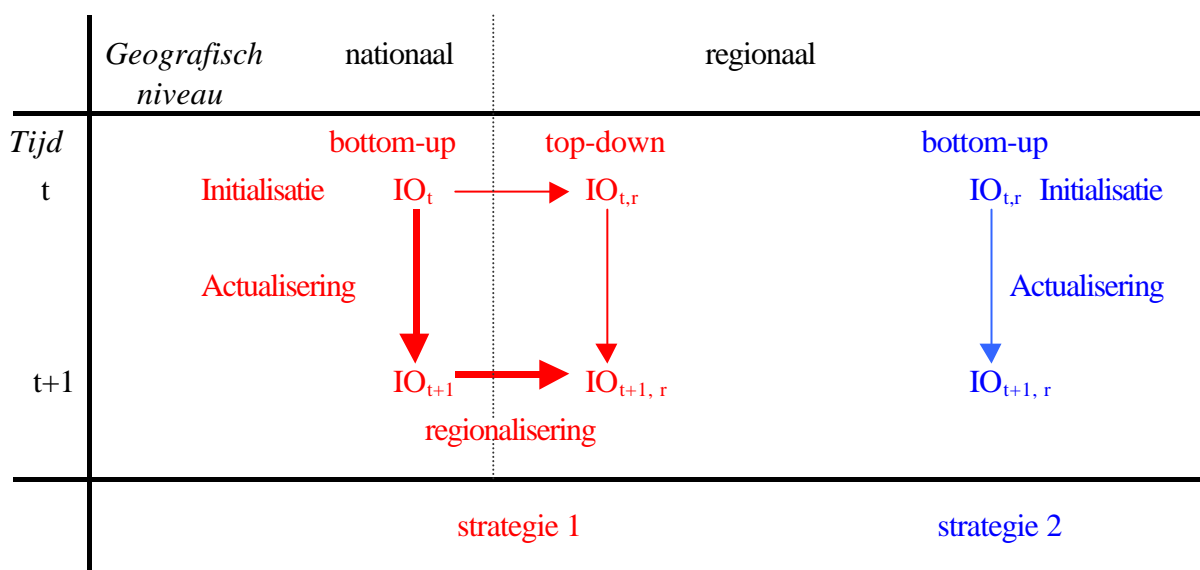 Geografisch niveau nationaal regionaal
Tijd bottom-up top-down bottom-up
t Initialisatie IOt IOt,r IOt,r Initialisatie
Actualisering Actualisering
t+1 IOt+1 IOt+1, r IOt+1, r
regionalisering
strategie 1 strategie 2